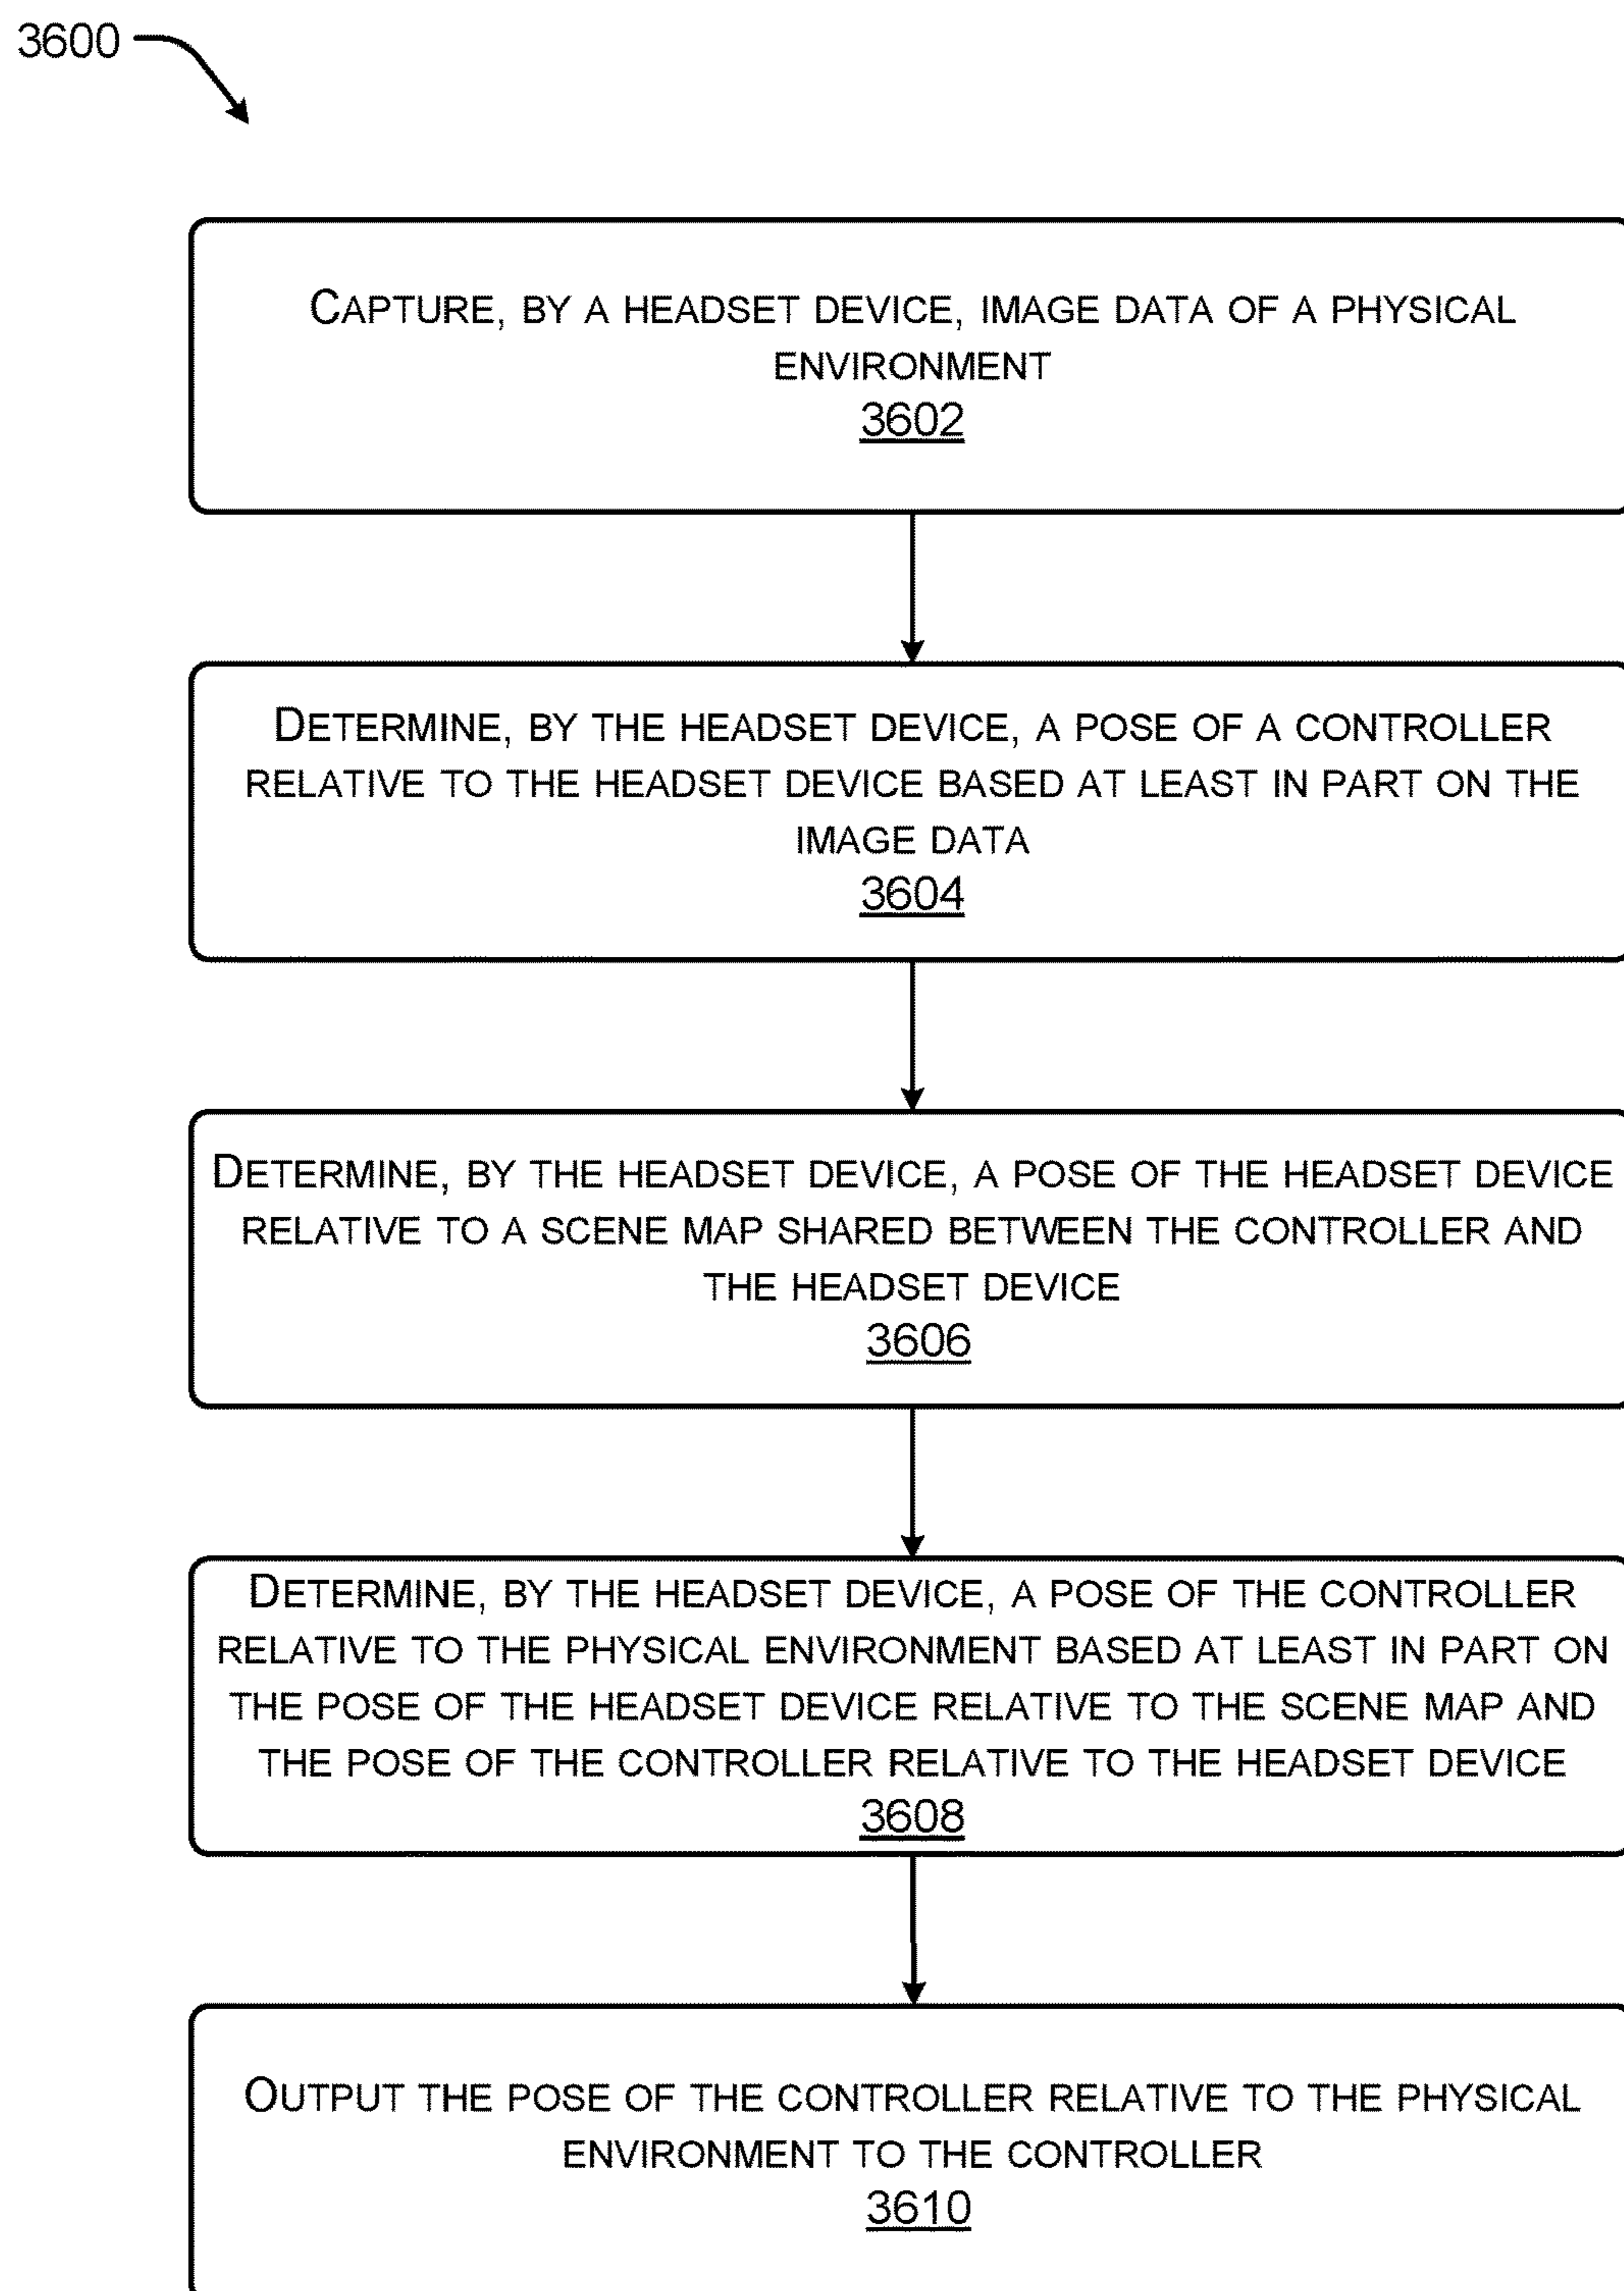 3600
CAPTURE, BY A HEADSET DEVICE, IMAGE DATA OF A PHYSICAL
ENVIRONMENT
3602
DETERMINE, BY THE HEADSET DEVICE, A POSE OF A CONTROLLER
RELATIVE TO THE HEADSET DEVICE BASED AT LEAST IN PART ON THE
IMAGE DATA
3604
DETERMINE, BY THE HEADSET DEVICE, A POSE OF THE HEADSET DEVICE
RELATIVE TO A SCENE MAP SHARED BETWEEN THE CONTROLLER AND
THE HEADSET DEVICE
3606
DETERMINE, BY THE HEADSET DEVICE, A POSE OF THE CONTROLLER
RELATIVE TO THE PHYSICAL ENVIRONMENT BASED AT LEAST IN PART ON
THE POSE OF THE HEADSET DEVICE RELATIVE TO THE SCENE MAP AND
THE POSE OF THE CONTROLLER RELATIVE TO THE HEADSET DEVICE
3608
OUTPUT THE POSE OF THE CONTROLLER RELATIVE TO THE PHYSICAL
ENVIRONMENT TO THE CONTROLLER
3610